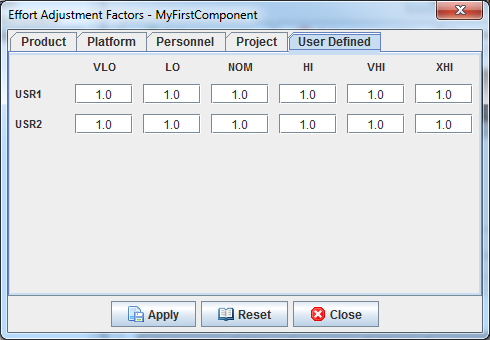 Effort Adjustment Factors - MyFirstComponent
Product Platform Personnel Project User Defined
VLO LO NOM HI VHI XHI
USR1 1.0 1.0 1.0 1.0 1.0 1.0
USR2 1.0 1.0 1.0 1.0 1.0 1.0
Apply Reset Close